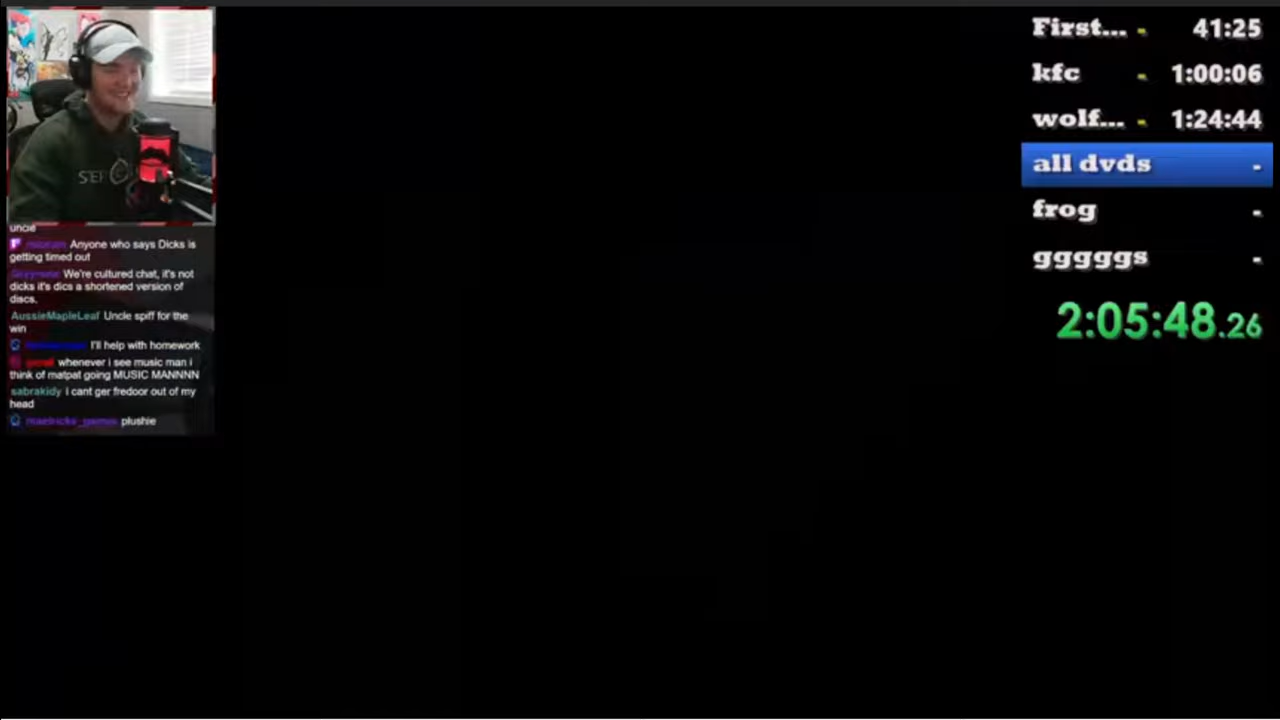 uncle
Anyone who says Dicks is
getting timed out
We're cultured chat, it's not
dicks it's dics a shortened version of
discs.
AussieMapleLeaf Uncle spiff for the
win
I'll help with homework
whenever i see music man i
think of matpat going MUSIC MANNNN
sabrakidy i cant ger fredoor out of my
head
plushie
First... - 41:25
kfc - 1:00:06
wolf... - 1:24:44
all dvds -
frog -
gggggs -
2:05:48.26